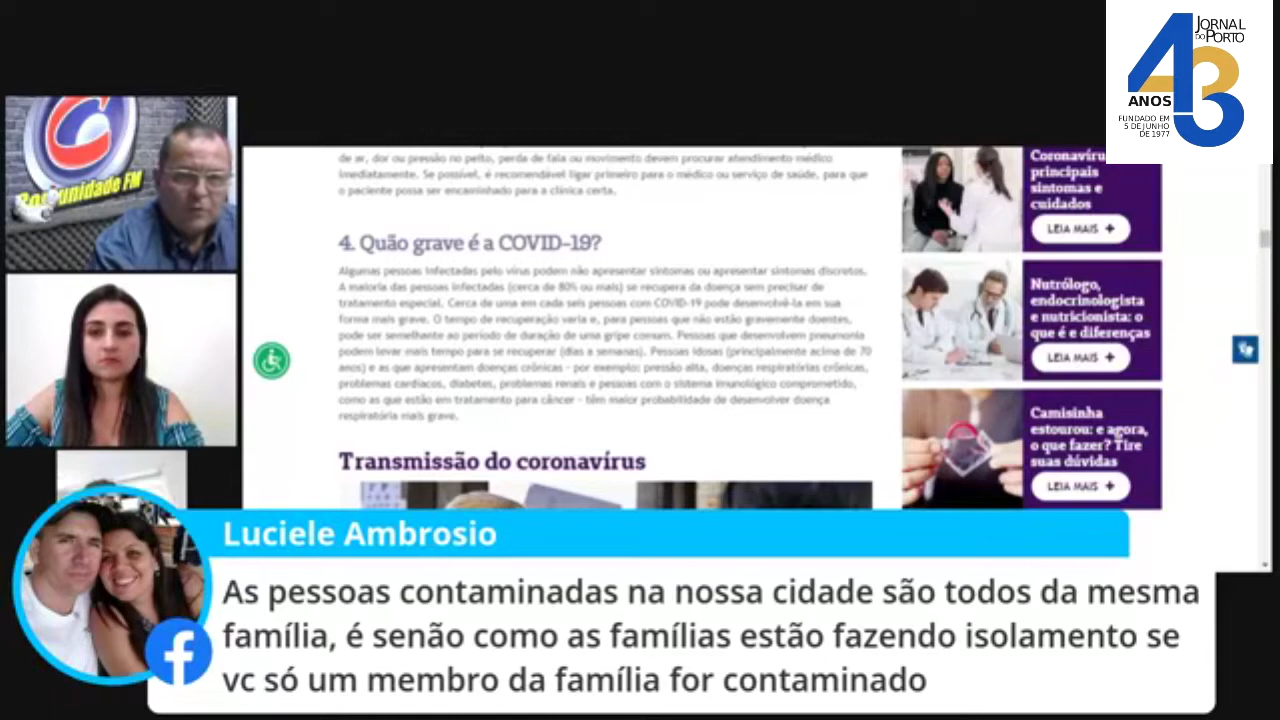 JORNAL
DO PORTO
43
ANOS
FUNDADO EM
5 DE JUNHO
DE 1977
Comunidade FM
de ar, dor ou pressão no peito, perda de fala ou movimento devem procurar atendimento médico
imediatamente. Se possível, é recomendável ligar primeiro para o médico ou serviço de saúde, para que
o paciente possa ser encaminhado para a clínica certa.
4. Quão grave é a COVID-19?
Algumas pessoas infectadas pelo vírus podem não apresentar sintomas ou apresentar sintomas discretos.
A maioria das pessoas infectadas (cerca de 80% ou mais) se recupera da doença sem precisar de
tratamento especial. Cerca de uma em cada seis pessoas com COVID-19 pode desenvolvê-la em sua
forma mais grave. O tempo de recuperação varia e, para pessoas que não estão gravemente doentes,
pode ser semelhante ao período de duração de uma gripe comum. Pessoas que desenvolvem pneumonia
podem levar mais tempo para se recuperar (dias a semanas). Pessoas idosas (principalmente acima de 70
anos) e as que apresentam doenças crônicas - por exemplo: pressão alta, doenças respiratórias crônicas,
problemas cardíacos, diabetes, problemas renais e pessoas com o sistema imunológico comprometido,
como as que estão em tratamento para câncer - têm maior probabilidade de desenvolver doença
respiratória mais grave.
Transmissão do coronavírus
principais
sintomas e
cuidados
LEIA MAIS +
Nutrólogo,
endocrinologista
e nutricionista: o
que é e diferenças
LEIA MAIS +
Camisinha
estourou: e agora,
o que fazer? Tire
suas dúvidas
LEIA MAIS +
Luciele Ambrosio
As pessoas contaminadas na nossa cidade são todos da mesma
família, é senão como as famílias estão fazendo isolamento se
vc só um membro da família for contaminado